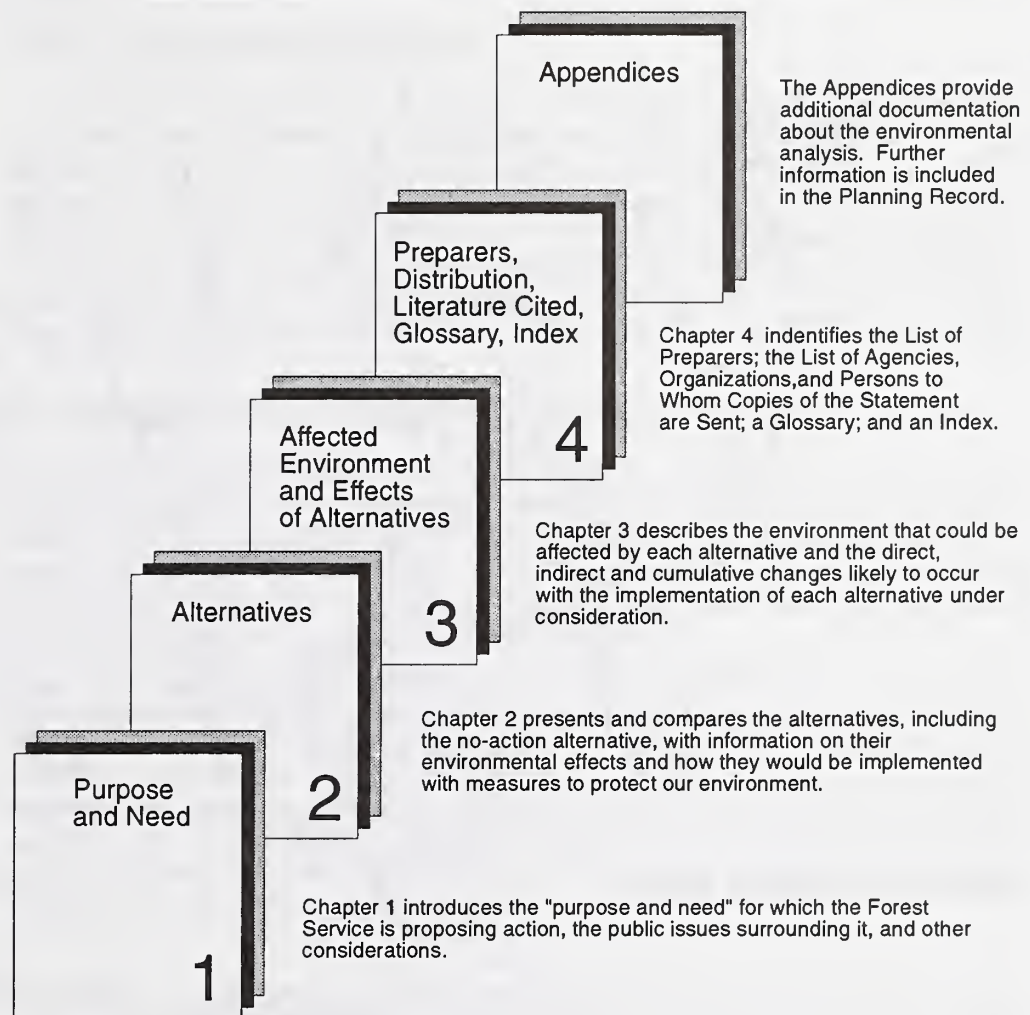 Appendices
The Appendices provide
additional documentation
about the environmental
analysis. Further
information is included
in the Planning Record.
Preparers,
Distribution,
Literature Cited,
Glossary, Index
4
Chapter 4 indentifies the List of
Preparers; the List of Agencies,
Organizations,and Persons to
Whom Copies of the Statement
are Sent; a Glossary; and an Index.
Affected
Environment
and Effects
of Alternatives
3
Chapter 3 describes the environment that could be
affected by each alternative and the direct,
indirect and cumulative changes likely to occur
with the implementation of each alternative under
consideration.
Alternatives
2
Chapter 2 presents and compares the alternatives, including
the no-action alternative, with information on their
environmental effects and how they would be implemented
with measures to protect our environment.
Purpose
and Need
1
Chapter 1 introduces the "purpose and need" for which the Forest
Service is proposing action, the public issues surrounding it, and other
considerations.